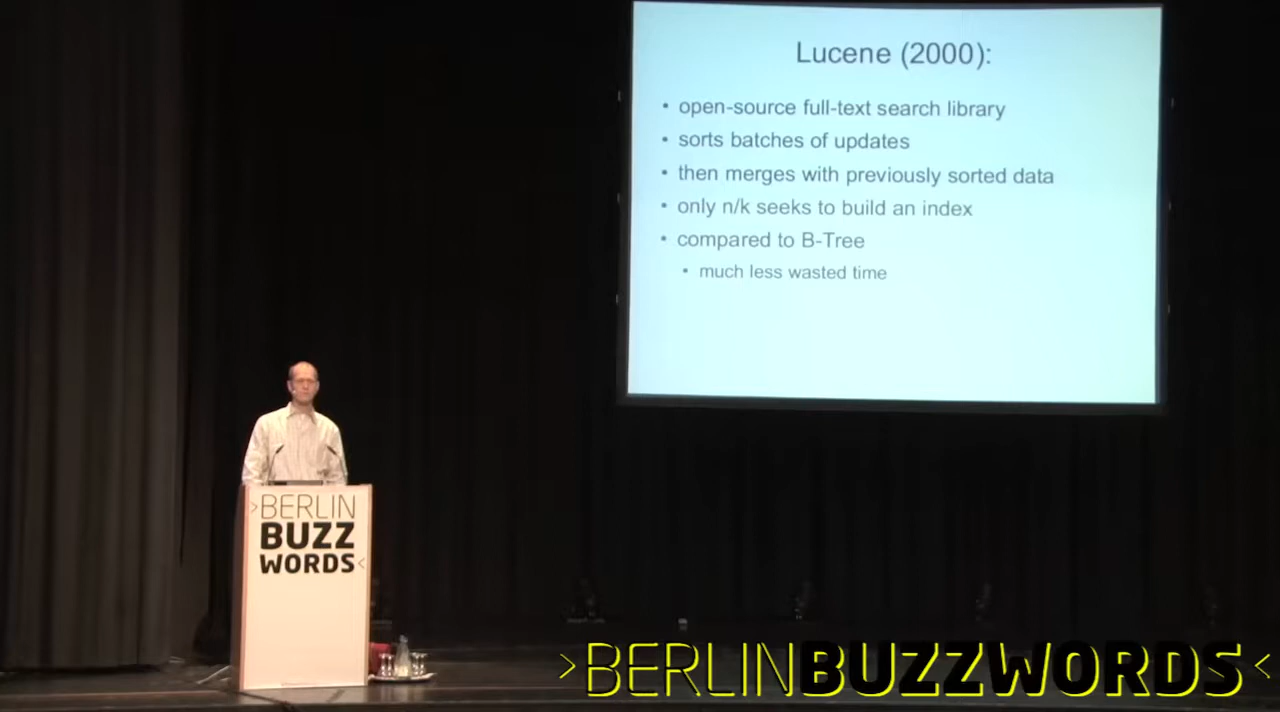 Lucene (2000):
• open-source full-text search library
• sorts batches of updates
• then merges with previously sorted data
• only n/k seeks to build an index
• compared to B-Tree
• much less wasted time
>BERLIN
BUZZ
WORDS<
>BERLINBUZZWORDS<